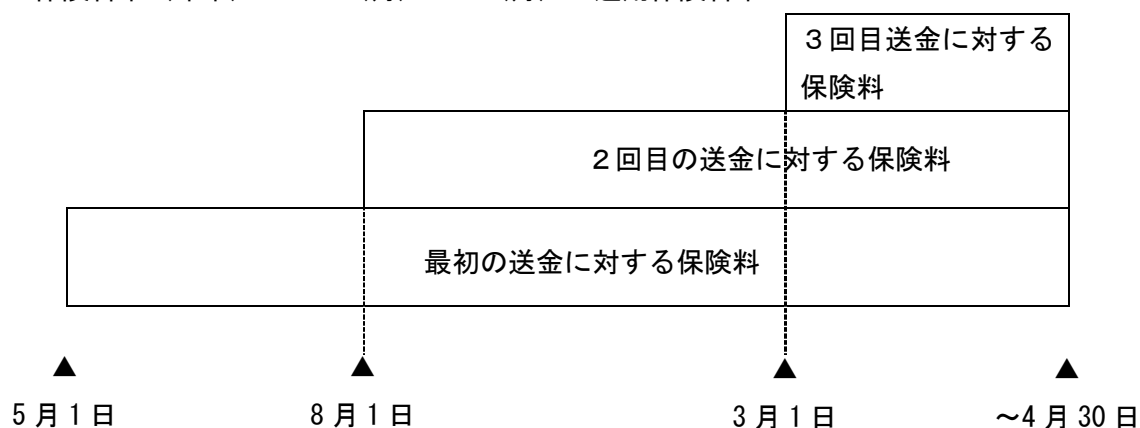 3回目送金に対する
保険料
2回目の送金に対する保険料
最初の送金に対する保険料
▲ ▲ ▲ ▲
5月1日 8月1日 3月1日 ~4月30日